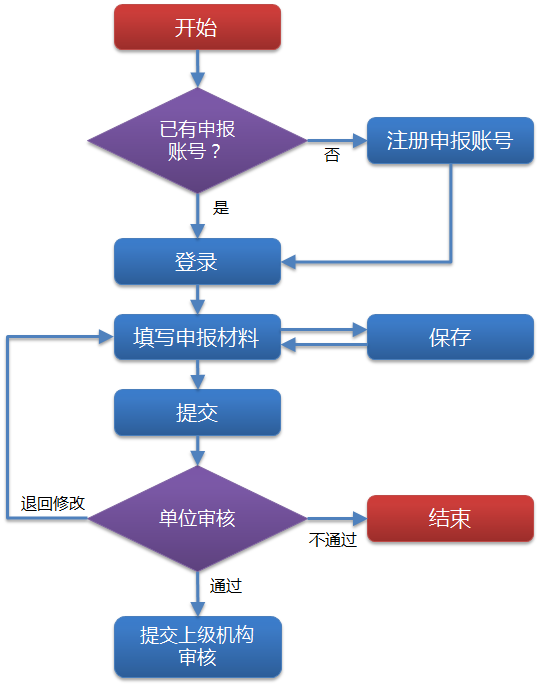 开始
已有申报
账号？
否
注册申报账号
是
登录
填写申报材料
保存
提交
退回修改
单位审核
不通过
结束
通过
提交上级机构
审核